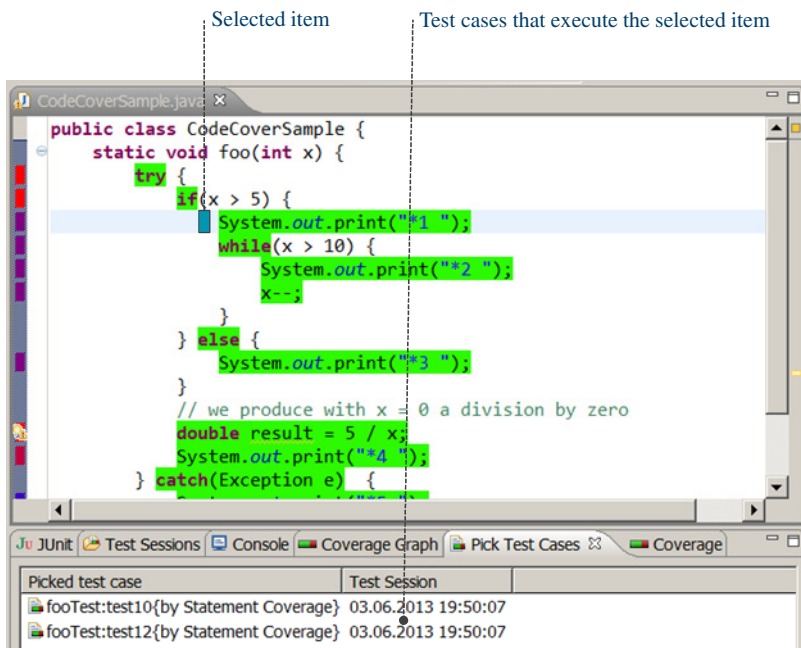 Selected item
Test cases that execute the selected item
CodeCoverSample.java
public class CodeCoverSample {
static void foo(int x) {
try {
if(x > 5) {
System.out.print("*1 ");
while(x > 10) {
System.out.print("*2 ");
x--;
}
} else {
System.out.print("*3 ");
}
// we produce with x = 0 a division by zero
double result = 5 / x;
System.out.print("*4 ");
} catch(Exception e) {
JU JUnit Test Sessions Console Coverage Graph Pick Test Cases Coverage
Picked test case Test Session
fooTest:test10{by Statement Coverage} 03.06.2013 19:50:07
fooTest:test12{by Statement Coverage} 03.06.2013 19:50:07